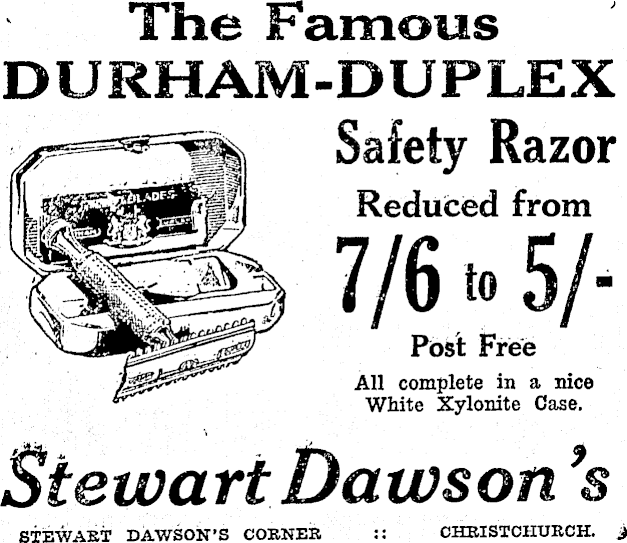 The Famous
DURHAM-DUPLEX
Safety Razor
Reduced from
7/6 to 5/-
Post Free
All complete in a nice
White Xylonite Case.
BLADES
Stewart Dawson's
STEWART DAWSON'S CORNER :: CHRISTCHURCH.